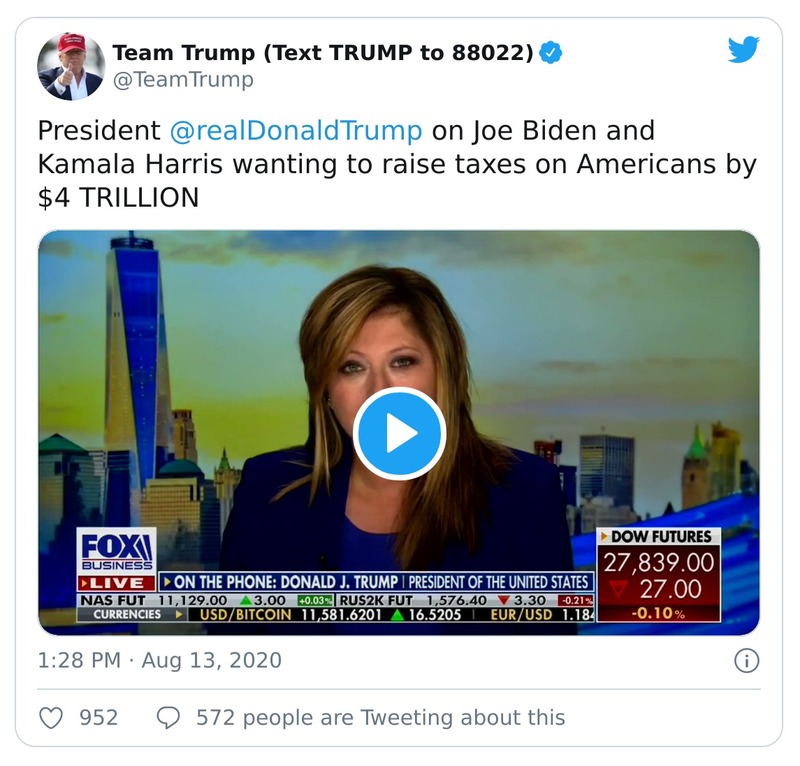 Team Trump (Text TRUMP to 88022)
@TeamTrump
President @realDonaldTrump on Joe Biden and
Kamala Harris wanting to raise taxes on Americans by
$4 TRILLION
FOX
BUSINESS
LIVE
DOW FUTURES
27,839.00
27.00
-0.10%
ON THE PHONE: DONALD J. TRUMP | PRESIDENT OF THE UNITED STATES
NAS FUT 11,129.00 3.00 +0.03% RUS2K FUT 1,576.40 3.30 -0.21%
CURRENCIES USD/BITCOIN 11,581.6201 16.5205 EUR/USD 1.184
1:28 PM · Aug 13, 2020
952
572 people are Tweeting about this